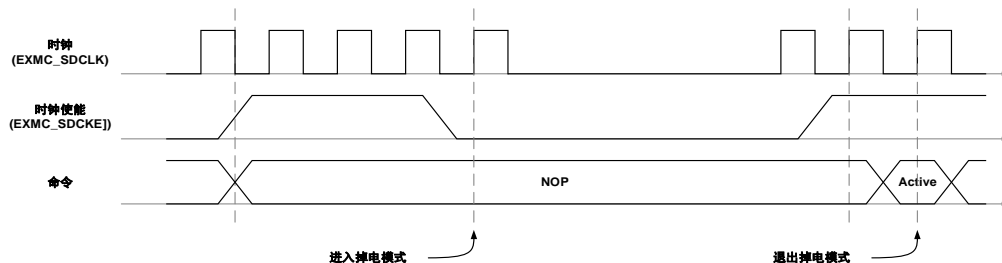 时钟
(EXMC_SDCLK)
时钟使能
(EXMC_SDCKE])
命令
NOP
Active
进入掉电模式
退出掉电模式